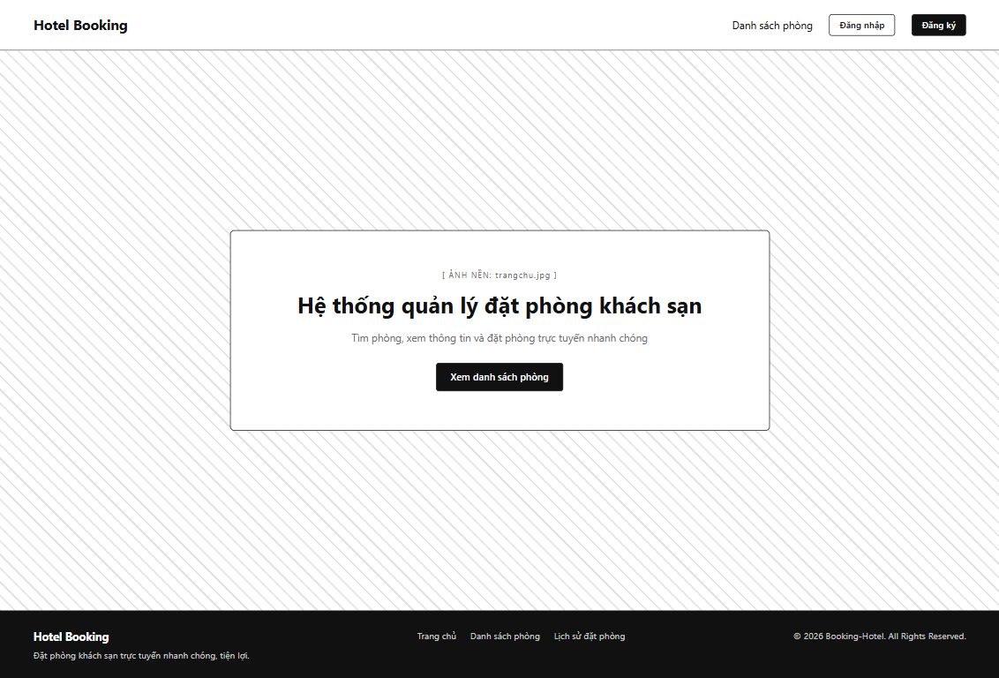 Hotel Booking
Danh sách phòng
Đăng nhập
Đăng ký
[ ẢNH NỀN: trangchu.jpg ]
Hệ thống quản lý đặt phòng khách sạn
Tìm phòng, xem thông tin và đặt phòng trực tuyến nhanh chóng
Xem danh sách phòng
Hotel Booking
Đặt phòng khách sạn trực tuyến nhanh chóng, tiện lợi.
Trang chủ
Danh sách phòng
Lịch sử đặt phòng
© 2026 Booking-Hotel. All Rights Reserved.